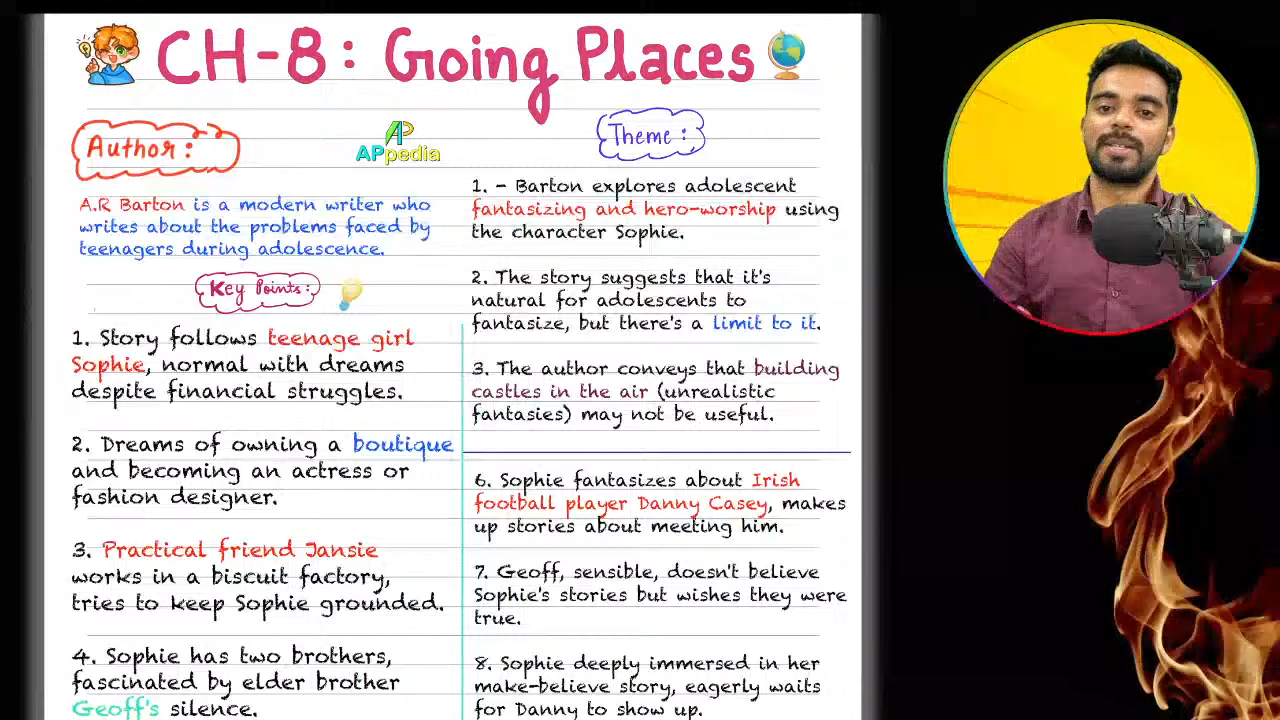 CH-8: Going Places
Author:
APpedia
A.R Barton is a modern writer who
writes about the problems faced by
teenagers during adolescence.
Key Points:
1. Story follows teenage girl
Sophie, normal with dreams
despite financial struggles.
2. Dreams of owning a boutique
and becoming an actress or
fashion designer.
3. Practical friend Jansie
works in a biscuit factory,
tries to keep Sophie grounded.
4. Sophie has two brothers,
fascinated by elder brother
Geoff's silence.
Theme:
1. - Barton explores adolescent
fantasizing and hero-worship using
the character Sophie.
2. The story suggests that it's
natural for adolescents to
fantasize, but there's a limit to it.
3. The author conveys that building
castles in the air (unrealistic
fantasies) may not be useful.
6. Sophie fantasizes about Irish
football player Danny Casey, makes
up stories about meeting him.
7. Geoff, sensible, doesn't believe
Sophie's stories but wishes they were
true.
8. Sophie deeply immersed in her
make-believe story, eagerly waits
for Danny to show up.